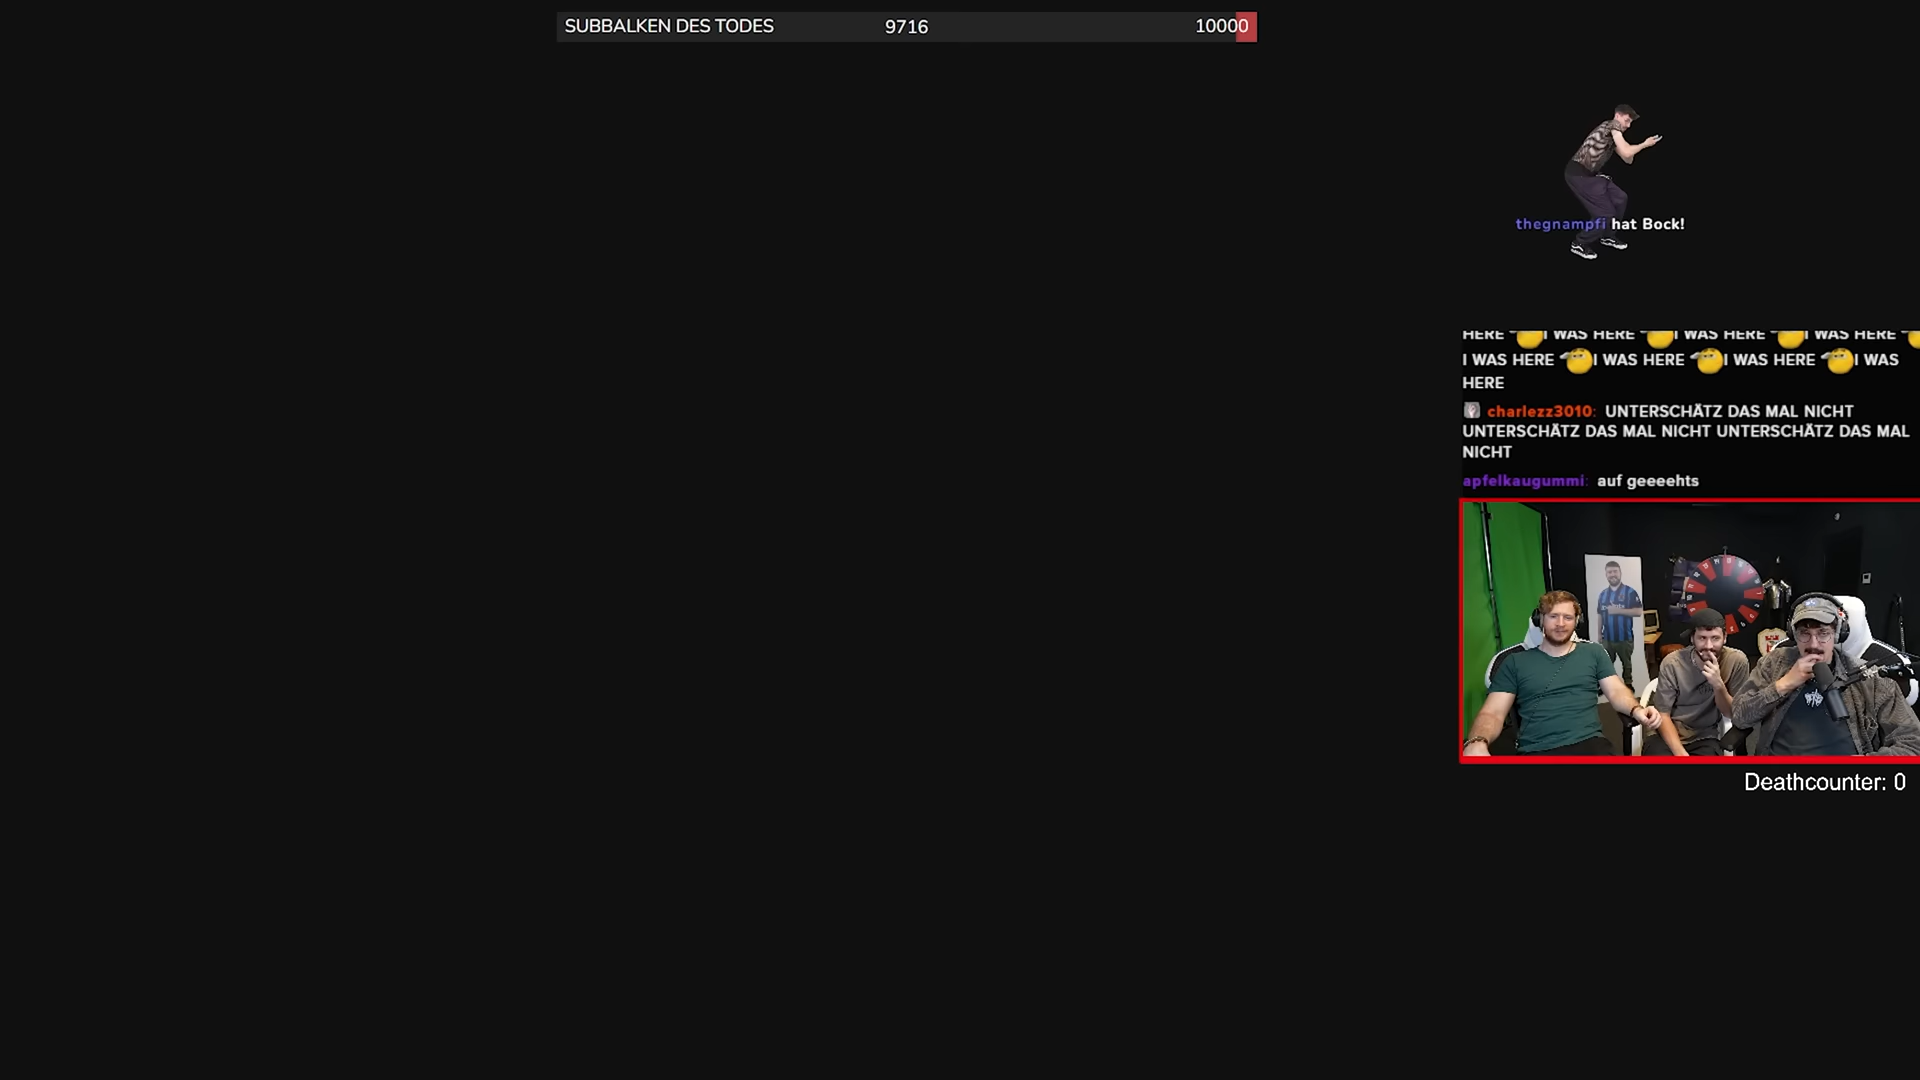 SUBBALKEN DES TODES 9716 10000
thegnampfi hat Bock!
HERE I WAS HERE I WAS HERE I WAS HERE
I WAS HERE I WAS HERE I WAS HERE I WAS
HERE
charlezz3010: UNTERSCHÄTZ DAS MAL NICHT
UNTERSCHÄTZ DAS MAL NICHT UNTERSCHÄTZ DAS MAL
NICHT
apfelkaugummi: auf geeeehts
Deathcounter: 0